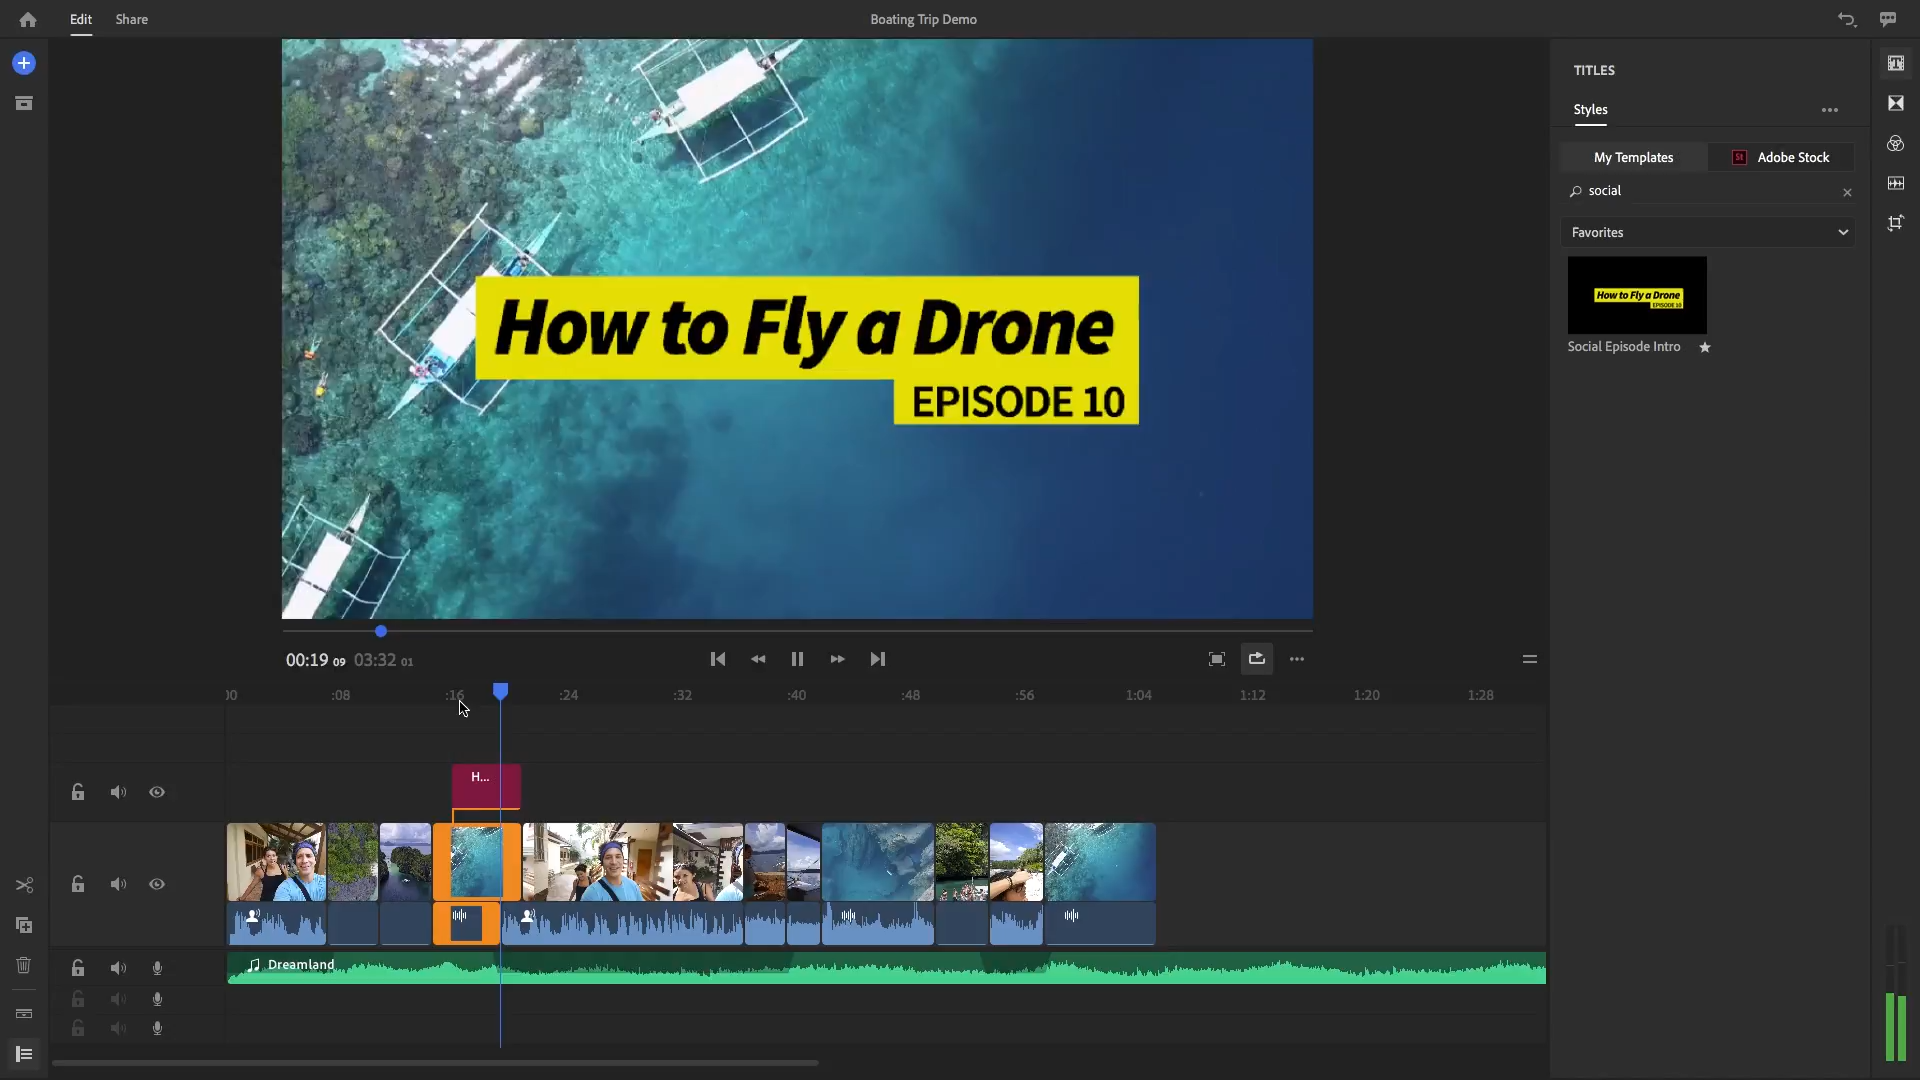 Edit
Share
Boating Trip Demo
TITLES
Styles
My Templates
St
Adobe Stock
social
Favorites
How to Fly a Drone
EPISODE 10
Social Episode Intro
How to Fly a Drone
EPISODE 10
00:19 09
03:32 01
00
:08
:16
:24
:32
:40
:48
:56
1:04
1:12
1:20
1:28
H...
Dreamland